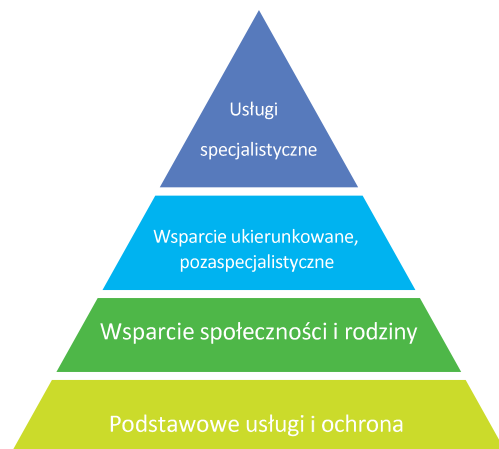 Usługi
specjalistyczne
Wsparcie ukierunkowane,
pozaspecjalistyczne
Wsparcie społeczności i rodziny
Podstawowe usługi i ochrona